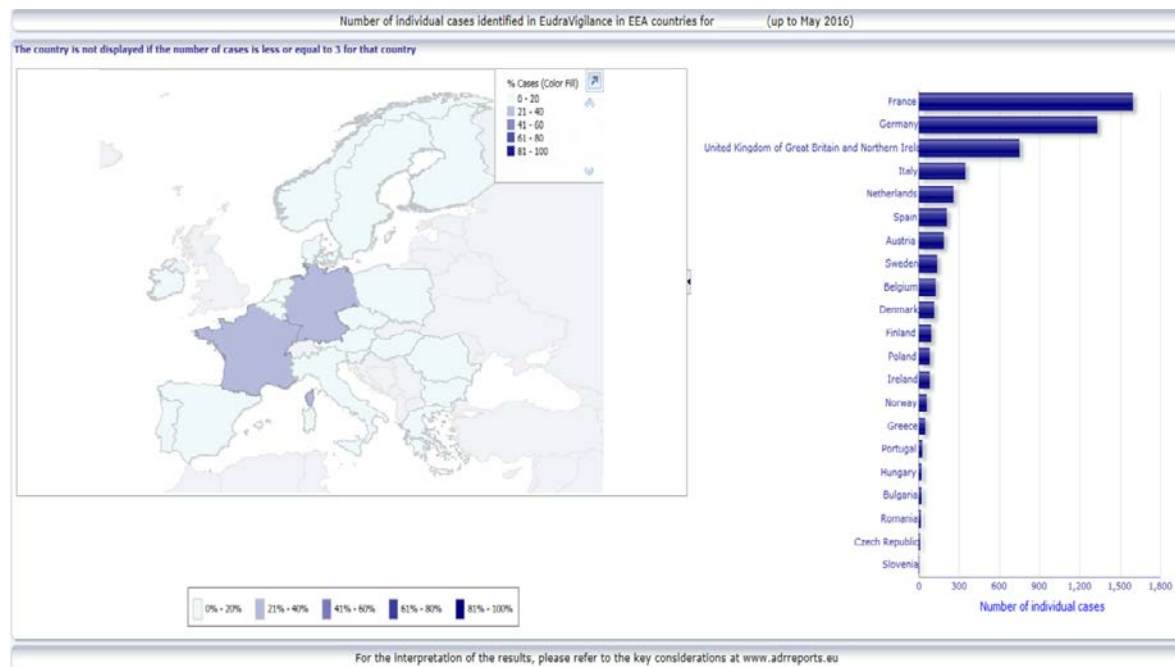 Number of individual cases identified in EudraVigilance in EEA countries for (up to May 2016)
The country is not displayed if the number of cases is less or equal to 3 for that country
% Cases (Color Fill)
0 - 20
21 - 40
41 - 60
61 - 80
81 - 100
France
Germany
United Kingdom of Great Britain and Northern Irel
Italy
Netherlands
Spain
Austria
Sweden
Belgium
Denmark
Finland
Poland
Ireland
Norway
Greece
Portugal
Hungary
Bulgaria
Romania
Czech Republic
Slovenia
0 300 600 900 1,200 1,500 1,800
Number of individual cases
0% - 20% 21% - 40% 41% - 60% 61% - 80% 81% - 100%
For the interpretation of the results, please refer to the key considerations at www.adrreports.eu